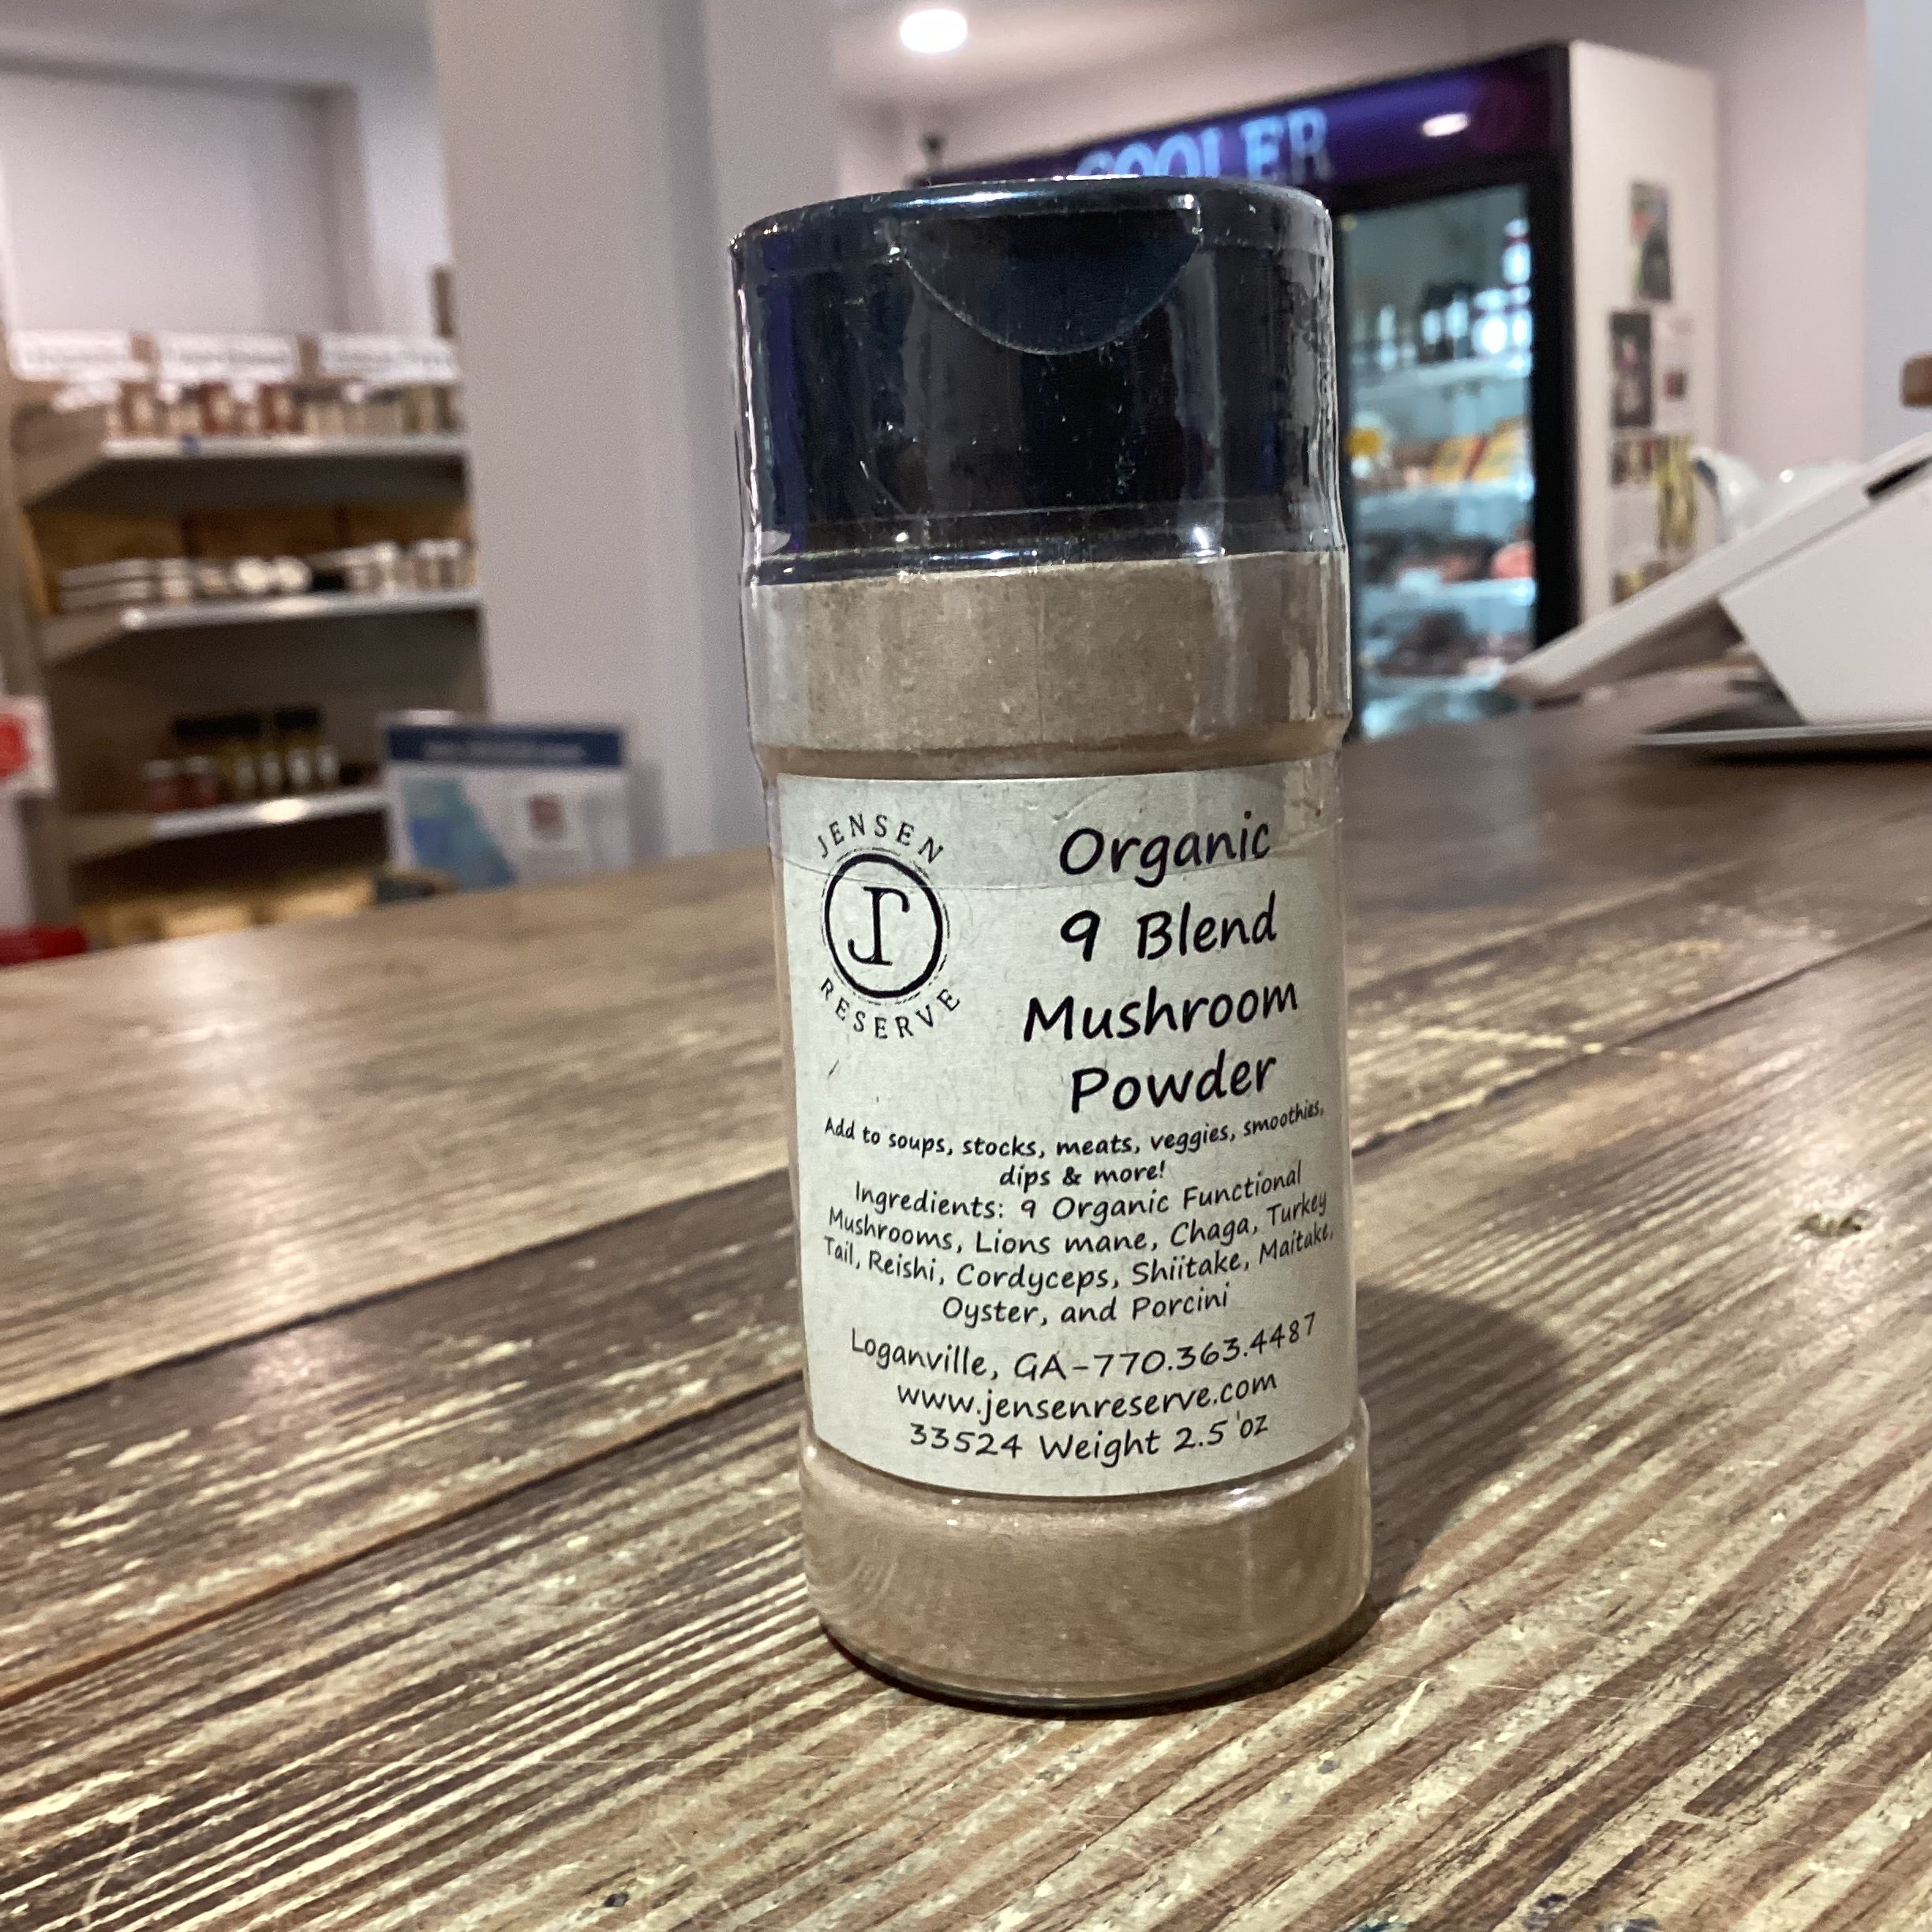 COOLER
JENSEN
JR
RESERVE
Organic
9 Blend
Mushroom
Powder
Add to soups, stocks, meats, veggies, smoothies,
dips & more!
Ingredients: 9 Organic Functional
Mushrooms, Lions mane, Chaga, Turkey
Tail, Reishi, Cordyceps, Shiitake, Maitake,
Oyster, and Porcini
Loganville, GA-770.363.4487
www.jensenreserve.com
33524 Weight 2.5 oz